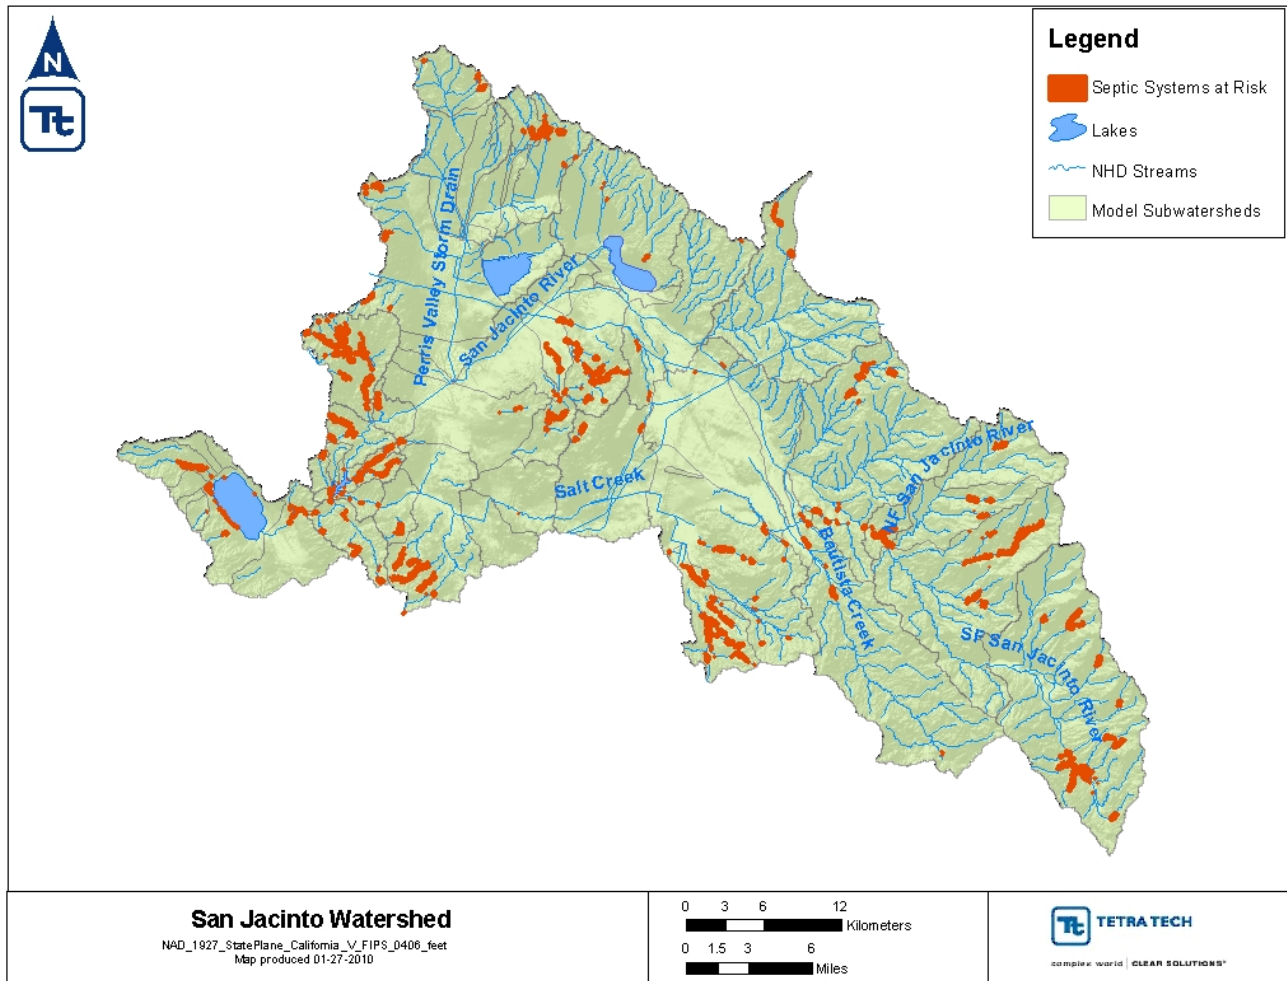 N
Tt
Legend
Septic Systems at Risk
Lakes
NHD Streams
Model Subwatersheds
Perris Valley Storm Drain
San Jacinto River
Salt Creek
NF San Jacinto River
Bautista Creek
SF San Jacinto River
San Jacinto Watershed
NAD_1927_StatePlane_California_V_FIPS_0406_feet
Map produced 01-27-2010
0 3 6 12
Kilometers
0 1.5 3 6
Miles
Tt TETRA TECH
complex world | CLEAR SOLUTIONS™